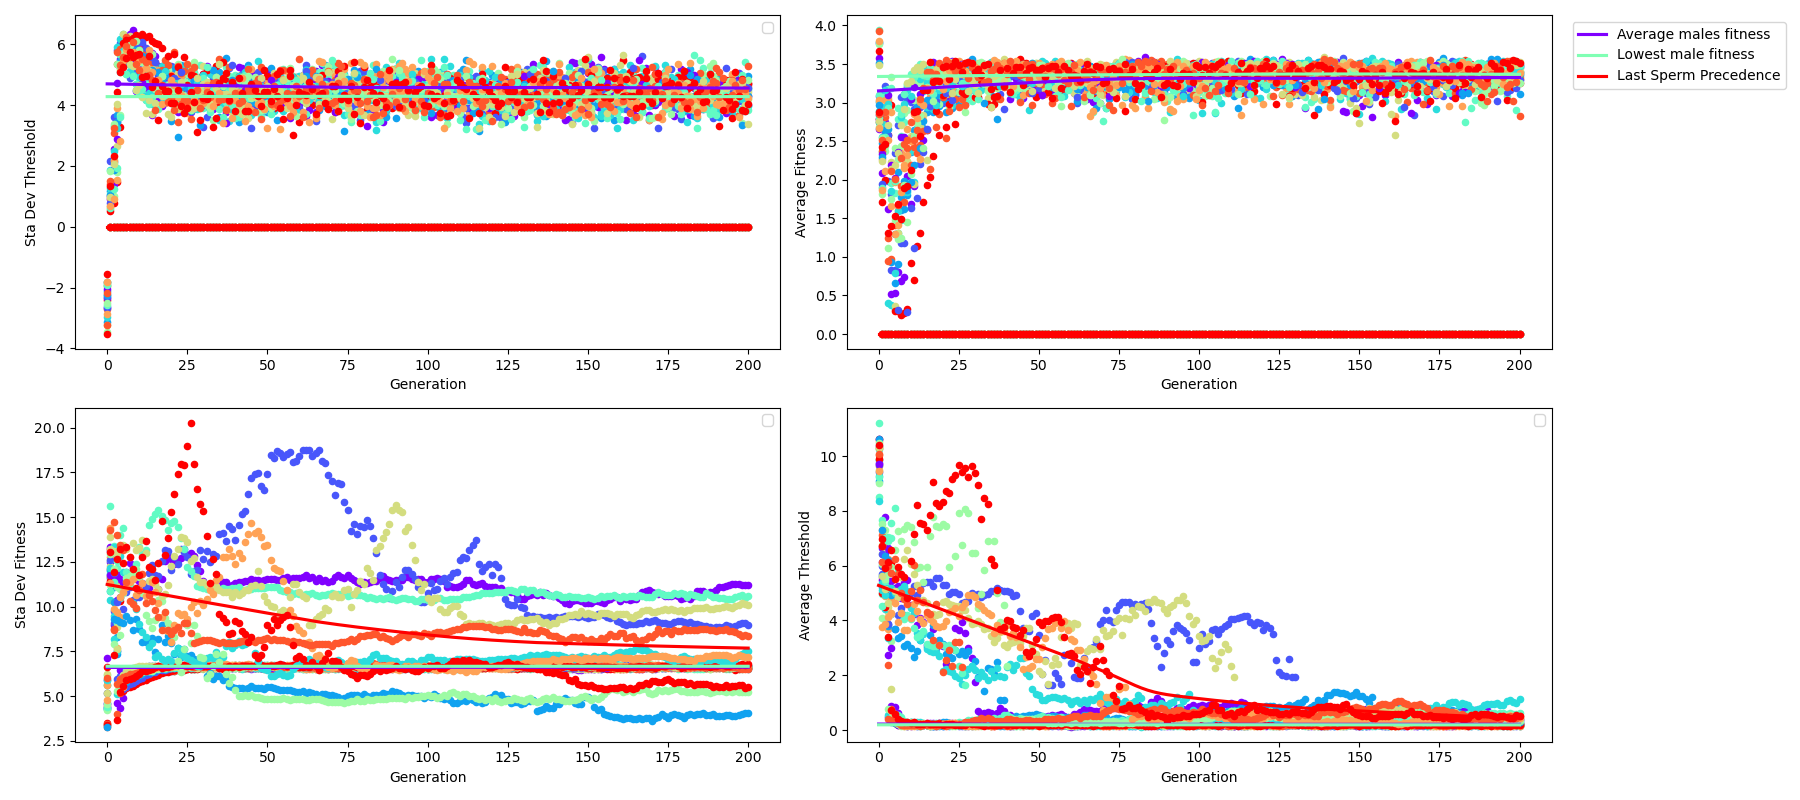 Sta Dev Threshold
6
4
2
0
−2
−4
0 25 50 75 100 125 150 175 200
Generation
Average Fitness
4.0
3.5
3.0
2.5
2.0
1.5
1.0
0.5
0.0
0 25 50 75 100 125 150 175 200
Generation
Average males fitness
Lowest male fitness
Last Sperm Precedence
Sta Dev Fitness
20.0
17.5
15.0
12.5
10.0
7.5
5.0
2.5
0 25 50 75 100 125 150 175 200
Generation
Average Threshold
10
8
6
4
2
0
0 25 50 75 100 125 150 175 200
Generation